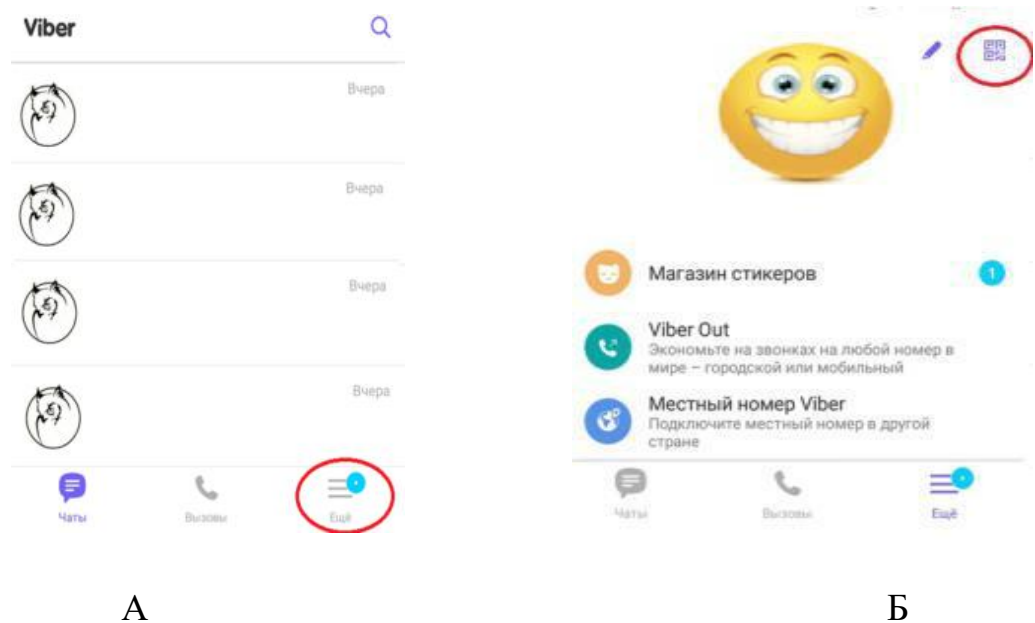 Viber
Вчера
Вчера
Вчера
Вчера
Чаты
Вызовы
Ещё
Магазин стикеров
1
Viber Out
Экономьте на звонках на любой номер в
мире – городской или мобильный
Местный номер Viber
Подключите местный номер в другой
стране
Чаты
Вызовы
Ещё
А
Б